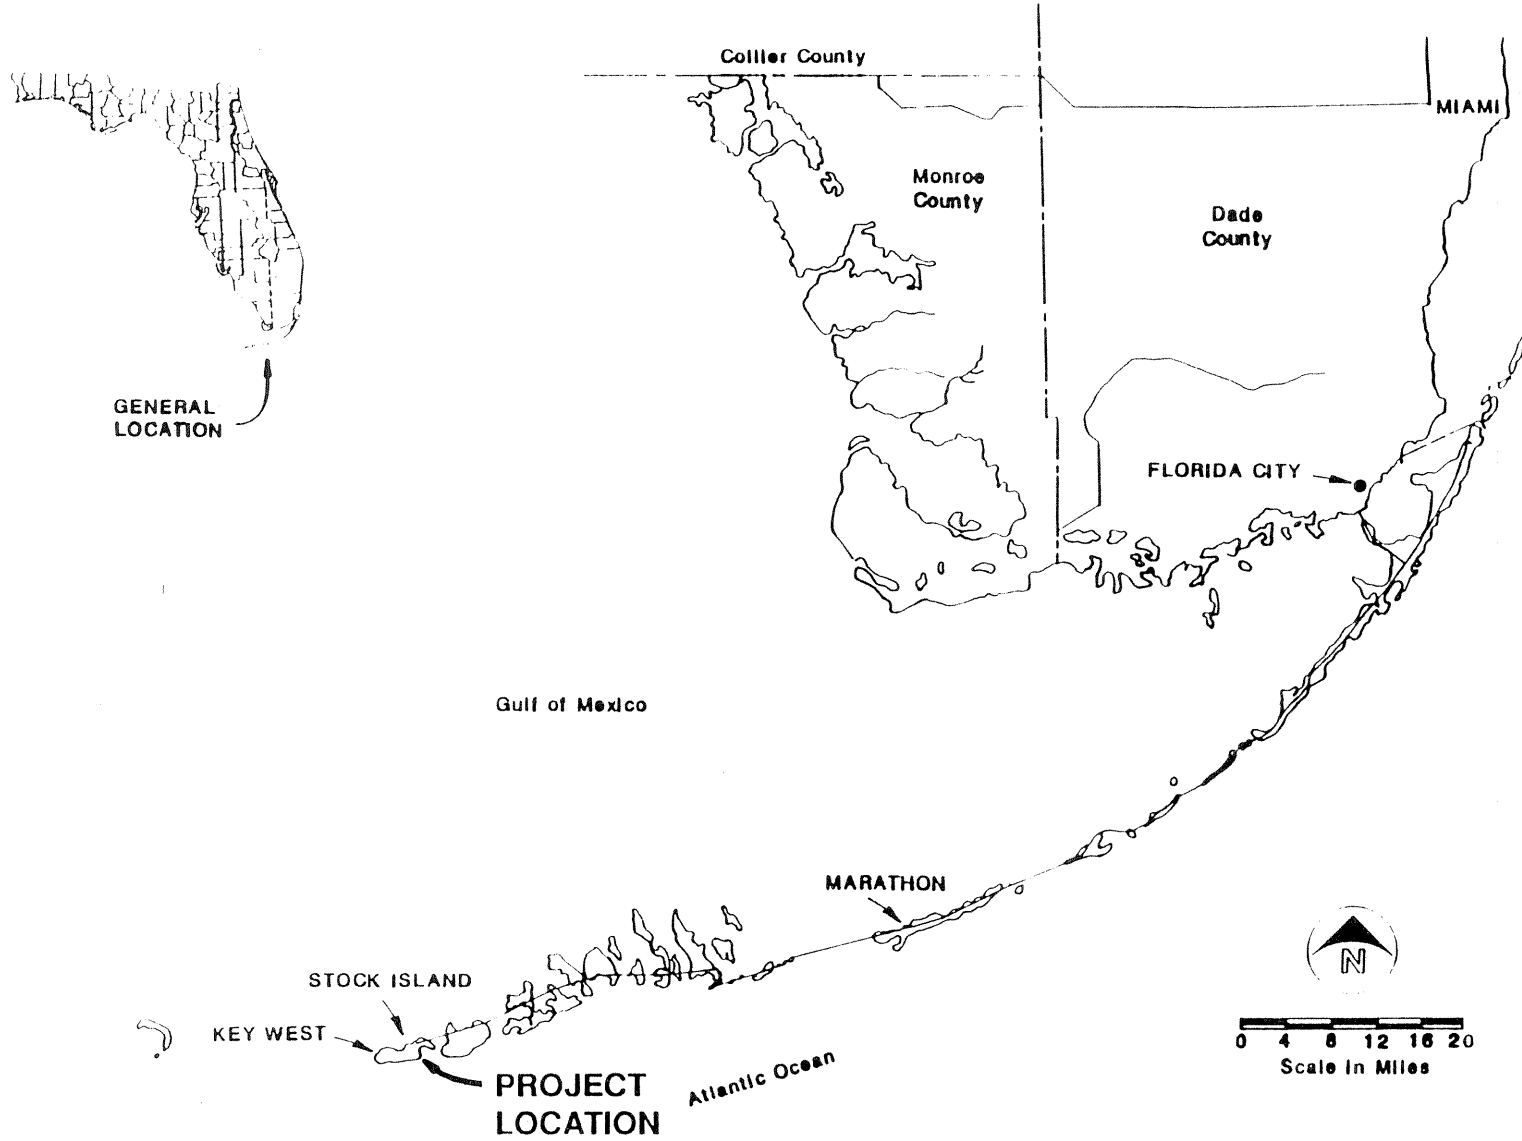 Collier County
MIAMI
Monroe
County
Dade
County
GENERAL
LOCATION
FLORIDA CITY
Gulf of Mexico
MARATHON
STOCK ISLAND
KEY WEST
PROJECT
LOCATION
Atlantic Ocean
N
0 4 8 12 16 20
Scale in Miles